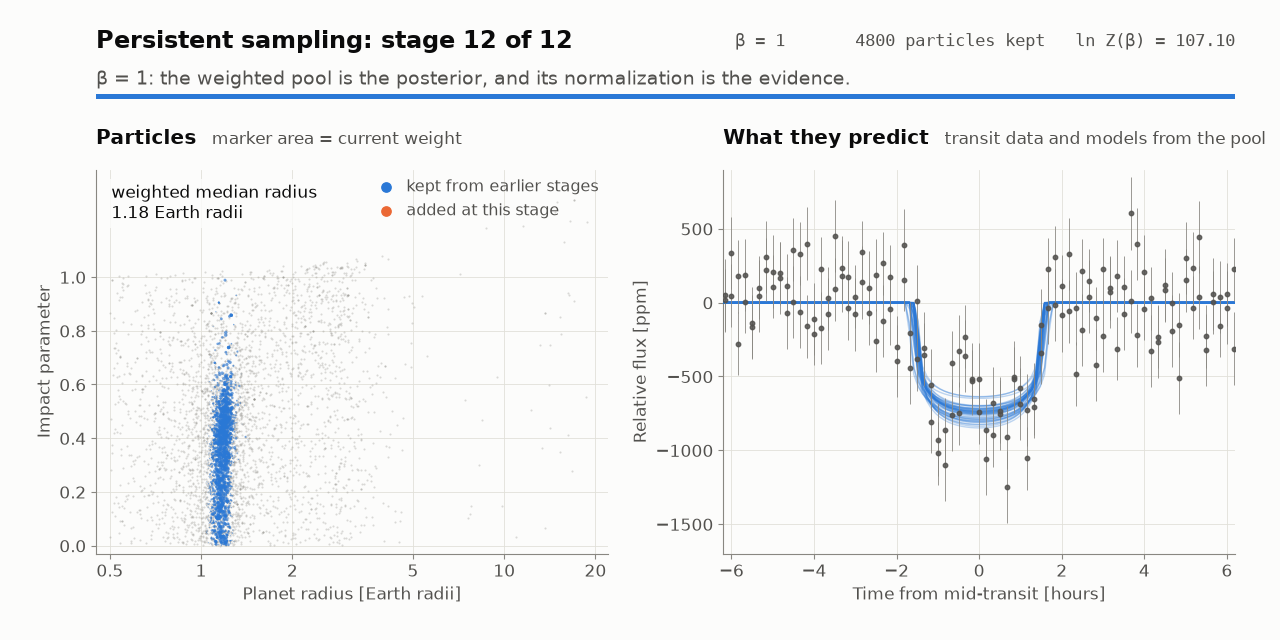 Persistent sampling: stage 12 of 12
β = 1 4800 particles kept ln Z(β) = 107.10
β = 1: the weighted pool is the posterior, and its normalization is the evidence.
Particles marker area = current weight
weighted median radius
1.18 Earth radii
kept from earlier stages
added at this stage
Impact parameter
1.0
0.8
0.6
0.4
0.2
0.0
0.5 1 2 5 10 20
Planet radius [Earth radii]
What they predict transit data and models from the pool
Relative flux [ppm]
500
0
−500
−1000
−1500
−6 −4 −2 0 2 4 6
Time from mid-transit [hours]